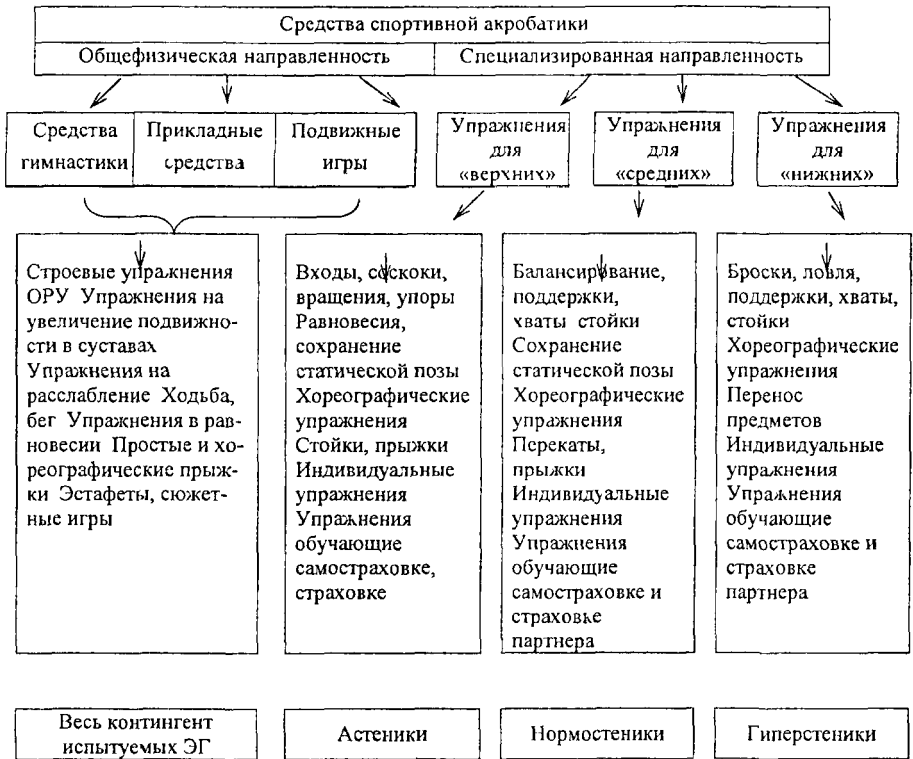 Средства спортивной акробатики
Общефизическая направленность
Специализированная направленность
Средства
гимнастики
Прикладные
средства
Подвижные
игры
Упражнения
для
«верхних»
Упражнения
для
«средних»
Упражнения
для
«нижних»
Строевые упражнения
ОРУ Упражнения на
увеличение подвижно-
сти в суставах
Упражнения на
расслабление Ходьба,
бег Упражнения в рав-
новесии Простые и хо-
реографические прыж-
ки Эстафеты, сюжет-
ные игры
Входы, соскоки,
вращения, упоры
Равновесия,
сохранение
статической позы
Хореографические
упражнения
Стойки, прыжки
Индивидуальные
упражнения
Упражнения
обучающие
самостраховке,
страховке
Балансирование,
поддержки,
хваты стойки
Сохранение
статической позы
Хореографические
упражнения
Перекаты,
прыжки
Индивидуальные
упражнения
Упражнения
обучающие
самостраховке и
страховке
партнера
Броски, ловля,
поддержки, хваты,
стойки
Хореографические
упражнения
Перенос
предметов
Индивидуальные
упражнения
Упражнения
обучающие
самостраховке и
страховке
партнера
Весь контингент
испытуемых ЭГ
Астеники
Нормостеники
Гиперстеники